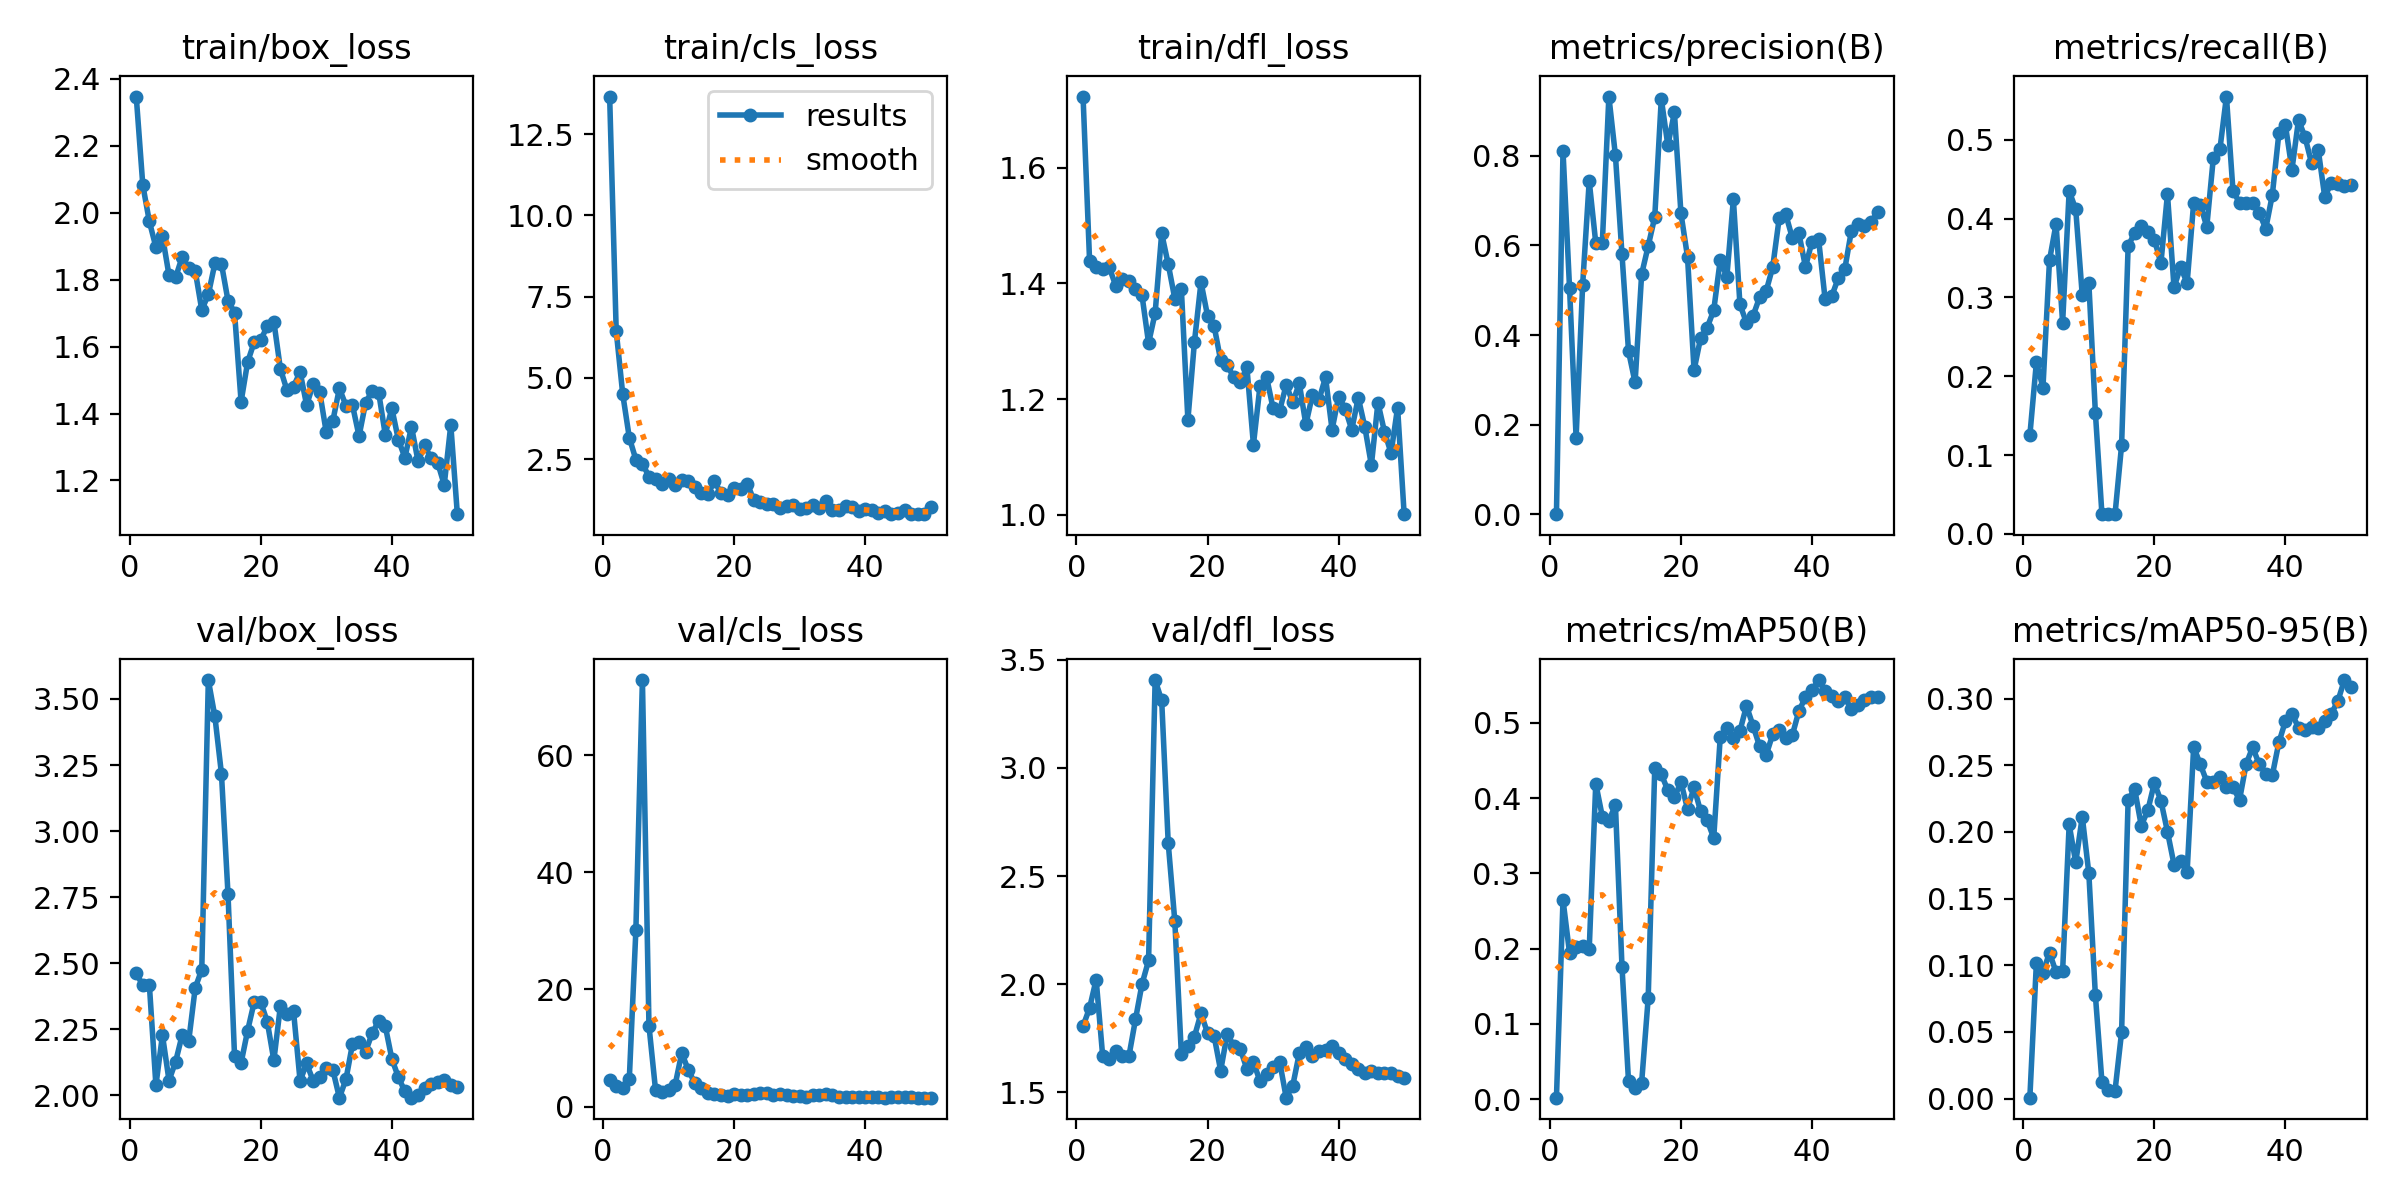 train/box_loss
2.4
2.2
2.0
1.8
1.6
1.4
1.2
0 20 40
train/cls_loss
results
smooth
12.5
10.0
7.5
5.0
2.5
0 20 40
train/dfl_loss
1.6
1.4
1.2
1.0
0 20 40
metrics/precision(B)
0.8
0.6
0.4
0.2
0.0
0 20 40
metrics/recall(B)
0.5
0.4
0.3
0.2
0.1
0.0
0 20 40
val/box_loss
3.50
3.25
3.00
2.75
2.50
2.25
2.00
0 20 40
val/cls_loss
60
40
20
0
0 20 40
val/dfl_loss
3.5
3.0
2.5
2.0
1.5
0 20 40
metrics/mAP50(B)
0.5
0.4
0.3
0.2
0.1
0.0
0 20 40
metrics/mAP50-95(B)
0.30
0.25
0.20
0.15
0.10
0.05
0.00
0 20 40